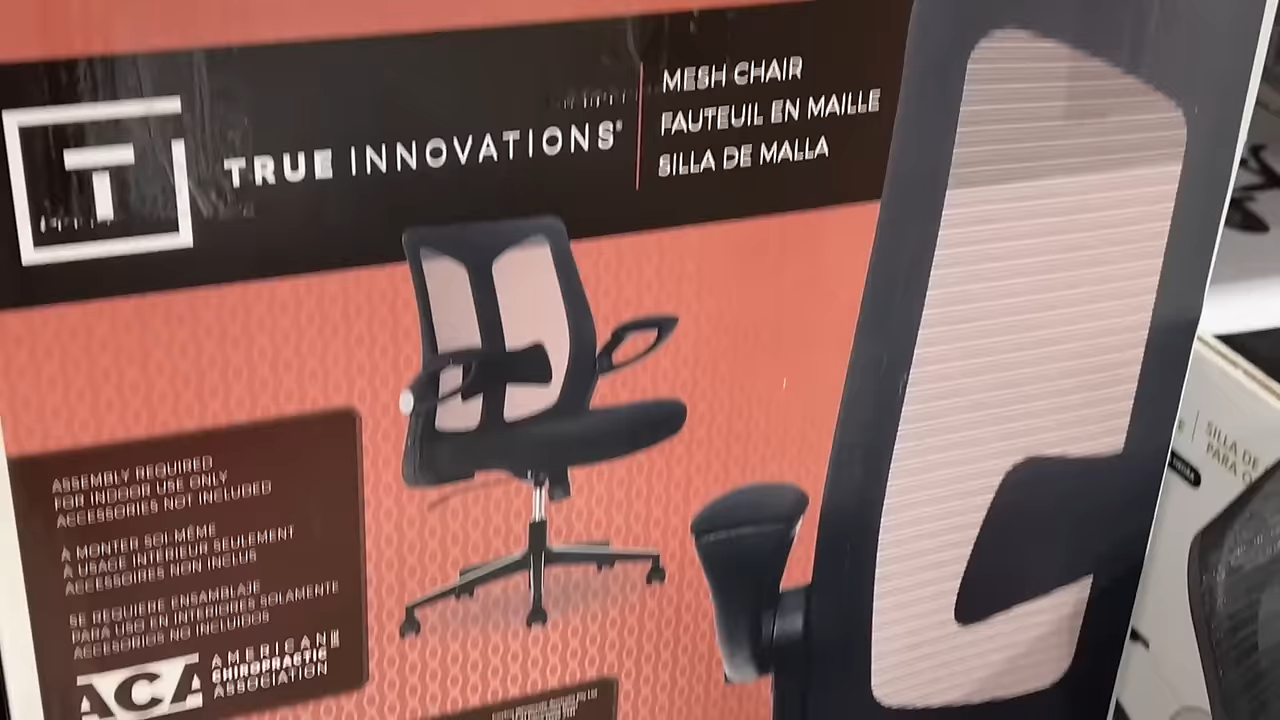 T
TRUE INNOVATIONS
MESH CHAIR
FAUTEUIL EN MAILLE
SILLA DE MALLA
ASSEMBLY REQUIRED
FOR INDOOR USE ONLY
ACCESSORIES NOT INCLUDED
À MONTER SOI-MÊME
À USAGE INTÉRIEUR SEULEMENT
ACCESSOIRES NON INCLUS
SE REQUIERE ENSAMBLAJE
PARA USO EN INTERIORES SOLAMENTE
ACCESORIOS NO INCLUIDOS
ACA
AMERICAN
CHIROPRACTIC
ASSOCIATION
SILLA DE
PARA